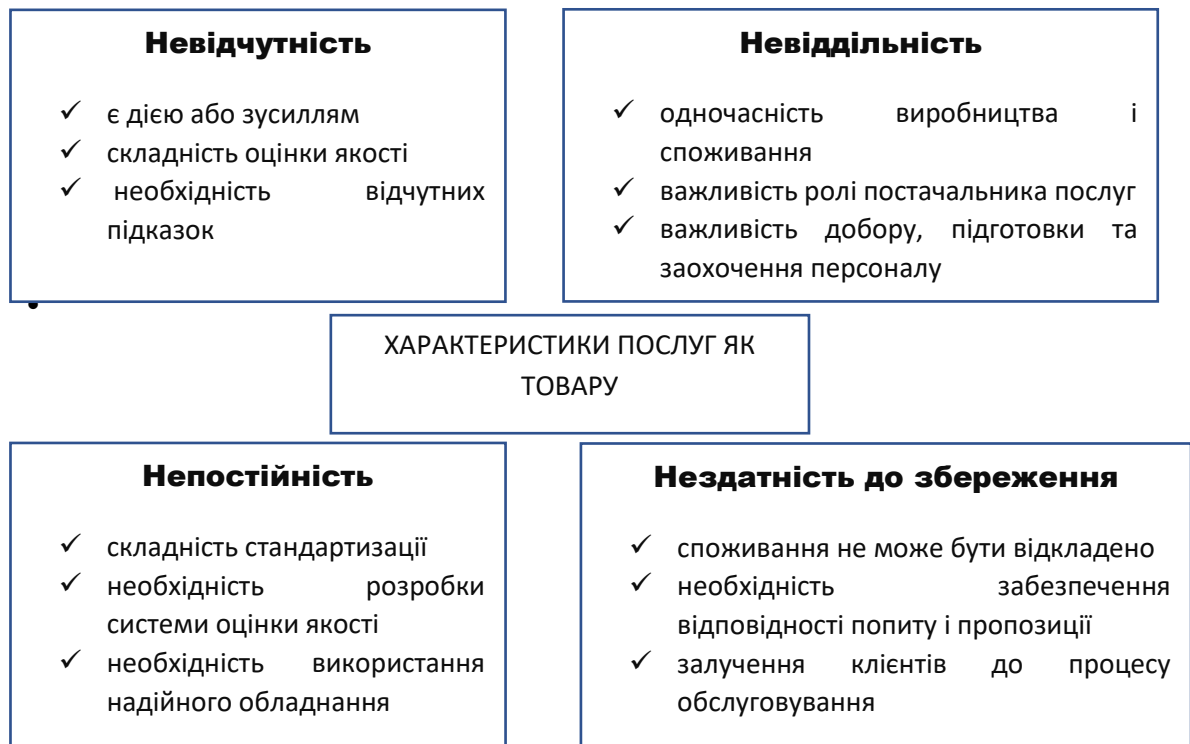 Невідчутність
✓ є дією або зусиллям
✓ складність оцінки якості
✓ необхідність відчутних
підказок
Невіддільність
✓ одночасність виробництва і
споживання
✓ важливість ролі постачальника послуг
✓ важливість добору, підготовки та
заохочення персоналу
•
ХАРАКТЕРИСТИКИ ПОСЛУГ ЯК
ТОВАРУ
Непостійність
✓ складність стандартизації
✓ необхідність розробки
системи оцінки якості
✓ необхідність використання
надійного обладнання
Нездатність до збереження
✓ споживання не може бути відкладено
✓ необхідність забезпечення
відповідності попиту і пропозиції
✓ залучення клієнтів до процесу
обслуговування